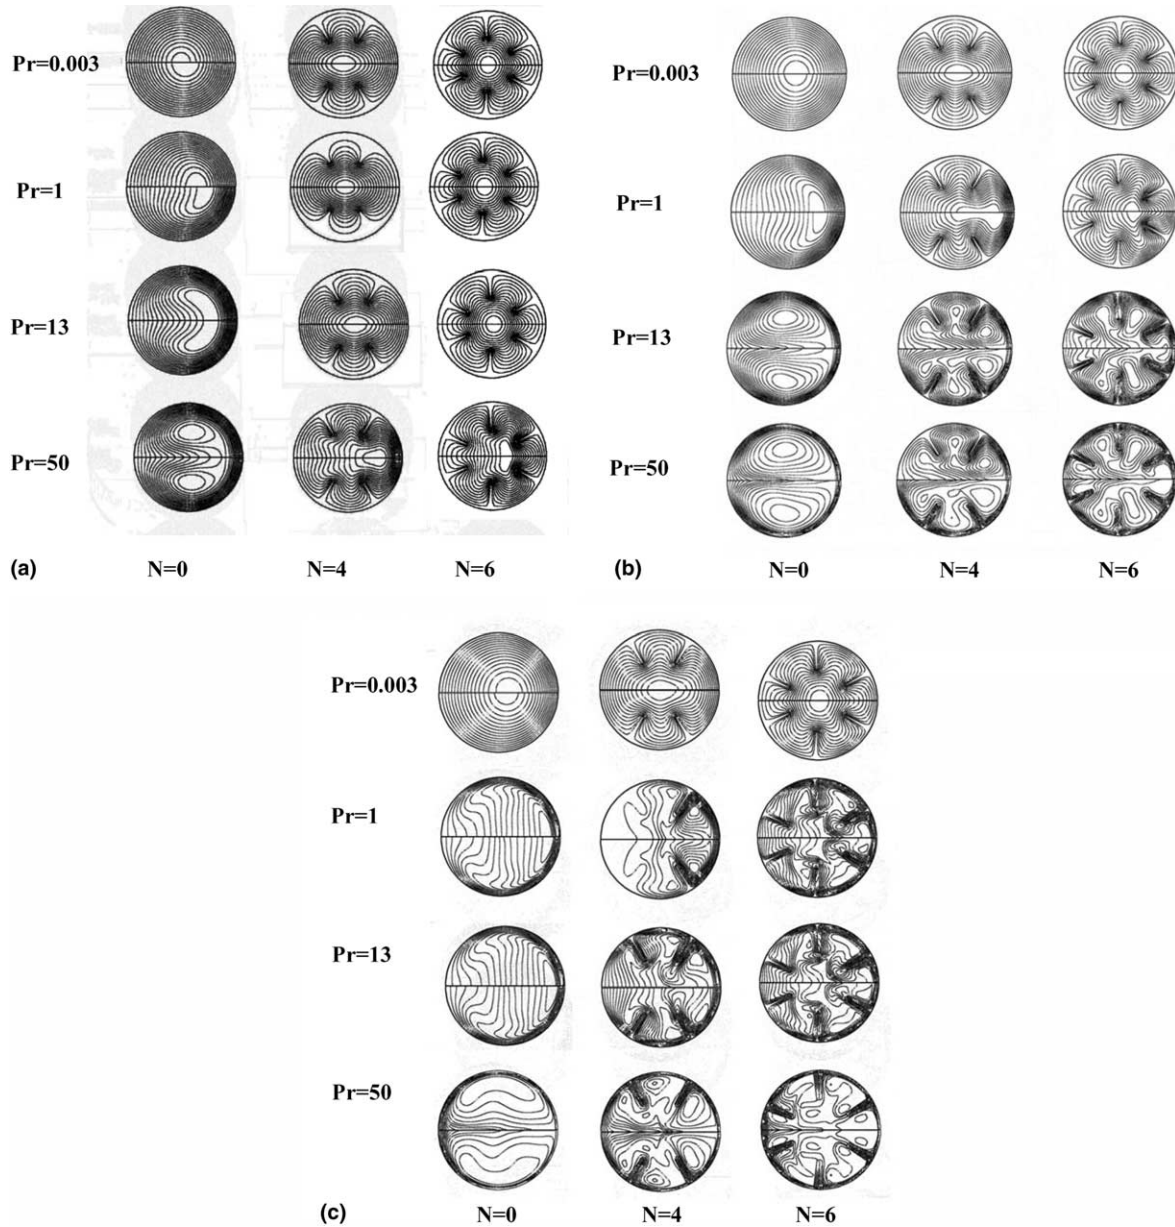 Pr=0.003
Pr=1
Pr=13
Pr=50
(a) N=0 N=4 N=6
Pr=0.003
Pr=1
Pr=13
Pr=50
(b) N=0 N=4 N=6
Pr=0.003
Pr=1
Pr=13
Pr=50
(c) N=0 N=4 N=6